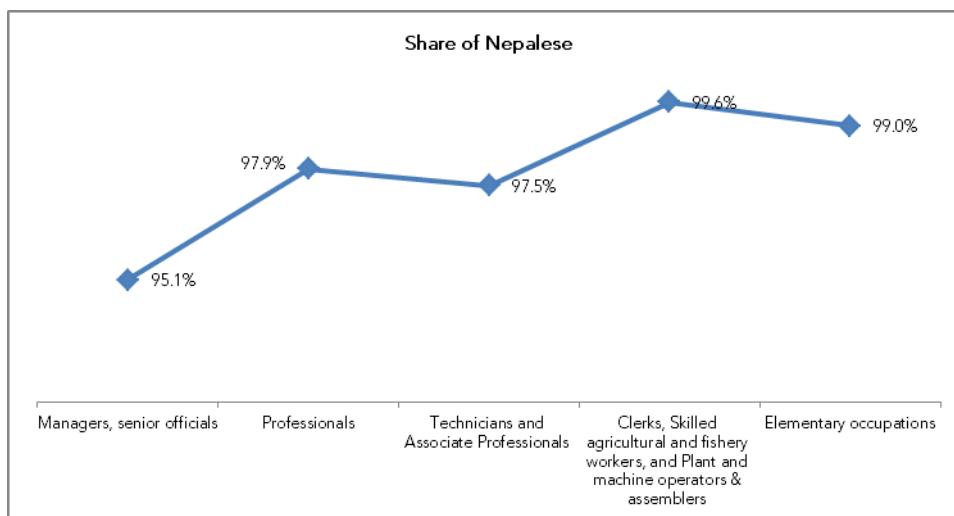 Share of Nepalese
99.6%
99.0%
97.9%
97.5%
95.1%
Managers, senior officials
Professionals
Technicians and
Associate Professionals
Clerks, Skilled
agricultural and fishery
workers, and Plant and
machine operators &
assemblers
Elementary occupations